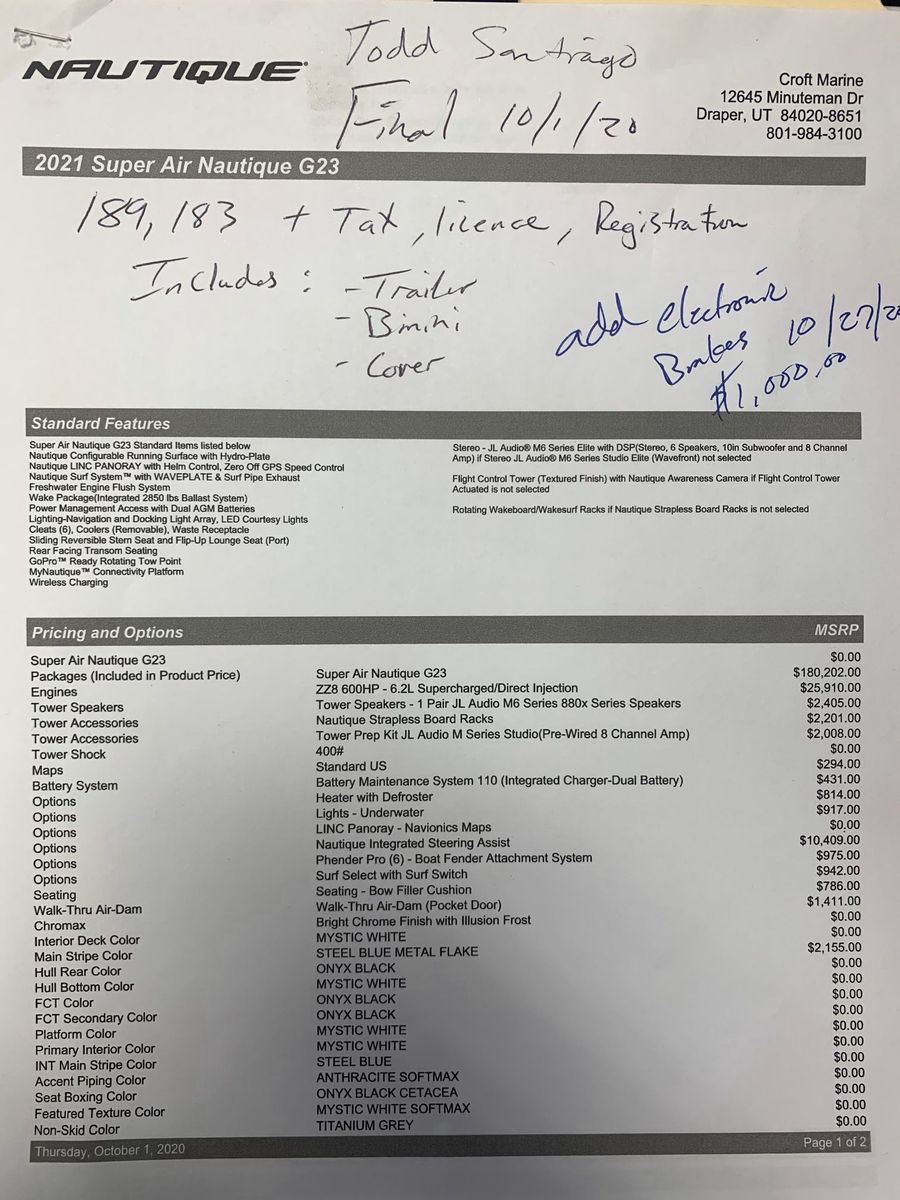 NAUTIQUE®
Todd Santiago
Final 10/1/20
Croft Marine
12645 Minuteman Dr
Draper, UT 84020-8651
801-984-3100
2021 Super Air Nautique G23
189,183 + Tax, licence, Registration
Includes : - Trailer
- Bimini
- Cover
add Electronic
Brakes 10/27/20
$1,000.00
Standard Features
Super Air Nautique G23 Standard Items listed below
Nautique Configurable Running Surface with Hydro-Plate
Nautique LINC PANORAY with Helm Control, Zero Off GPS Speed Control
Nautique Surf System™ with WAVEPLATE & Surf Pipe Exhaust
Freshwater Engine Flush System
Wake Package(Integrated 2850 lbs Ballast System)
Power Management Access with Dual AGM Batteries
Lighting-Navigation and Docking Light Array, LED Courtesy Lights
Cleats (6), Coolers (Removable), Waste Receptacle
Sliding Reversible Stern Seat and Flip-Up Lounge Seat (Port)
Rear Facing Transom Seating
GoPro™ Ready Rotating Tow Point
MyNautique™ Connectivity Platform
Wireless Charging
Stereo - JL Audio® M6 Series Elite with DSP(Stereo, 6 Speakers, 10in Subwoofer and 8 Channel
Amp) if Stereo JL Audio® M6 Series Studio Elite (Wavefront) not selected
Flight Control Tower (Textured Finish) with Nautique Awareness Camera if Flight Control Tower
Actuated is not selected
Rotating Wakeboard/Wakesurf Racks if Nautique Strapless Board Racks is not selected
Pricing and Options MSRP
Super Air Nautique G23 $0.00
Packages (Included in Product Price) Super Air Nautique G23 $180,202.00
Engines ZZ8 600HP - 6.2L Supercharged/Direct Injection $25,910.00
Tower Speakers Tower Speakers - 1 Pair JL Audio M6 Series 880x Series Speakers $2,405.00
Tower Accessories Nautique Strapless Board Racks $2,201.00
Tower Accessories Tower Prep Kit JL Audio M Series Studio(Pre-Wired 8 Channel Amp) $2,008.00
Tower Shock 400# $0.00
Maps Standard US $294.00
Battery System Battery Maintenance System 110 (Integrated Charger-Dual Battery) $431.00
Options Heater with Defroster $814.00
Options Lights - Underwater $917.00
Options LINC Panoray - Navionics Maps $0.00
Options Nautique Integrated Steering Assist $10,409.00
Options Phender Pro (6) - Boat Fender Attachment System $975.00
Options Surf Select with Surf Switch $942.00
Seating Seating - Bow Filler Cushion $786.00
Walk-Thru Air-Dam Walk-Thru Air-Dam (Pocket Door) $1,411.00
Chromax Bright Chrome Finish with Illusion Frost $0.00
Interior Deck Color MYSTIC WHITE $0.00
Main Stripe Color STEEL BLUE METAL FLAKE $2,155.00
Hull Rear Color ONYX BLACK $0.00
Hull Bottom Color MYSTIC WHITE $0.00
FCT Color ONYX BLACK $0.00
FCT Secondary Color ONYX BLACK $0.00
Platform Color MYSTIC WHITE $0.00
Primary Interior Color MYSTIC WHITE $0.00
INT Main Stripe Color STEEL BLUE $0.00
Accent Piping Color ANTHRACITE SOFTMAX $0.00
Seat Boxing Color ONYX BLACK CETACEA $0.00
Featured Texture Color MYSTIC WHITE SOFTMAX $0.00
Non-Skid Color TITANIUM GREY $0.00
Thursday, October 1, 2020 Page 1 of 2